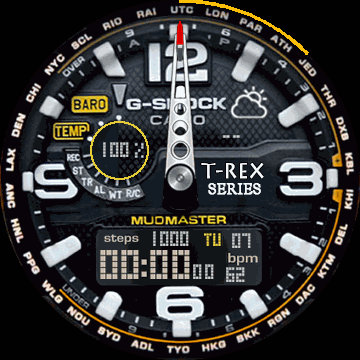 UTC LON PAR ATH JED THR DXB KHI DEL DAC RGN BKK HKG TYO ADL SYD NOU WLG PPG HNL ANC LAX DEN CHI NYC SCL RIO RAI
OVER
12
BARO
G-SHOCK
CASIO
TEMP
100 %
--
REC
ST
TR
AL
WT
R/C
T-REX
SERIES
3
9
MUDMASTER
steps 1000 TU 07
00:00 00 bpm
62
UNDER
6